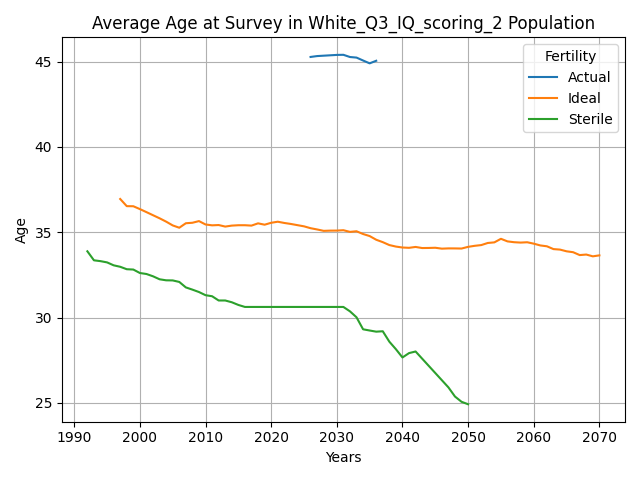 Average Age at Survey in White_Q3_IQ_scoring_2 Population
Fertility
Actual
Ideal
Sterile
Age
45
40
35
30
25
1990 2000 2010 2020 2030 2040 2050 2060 2070
Years